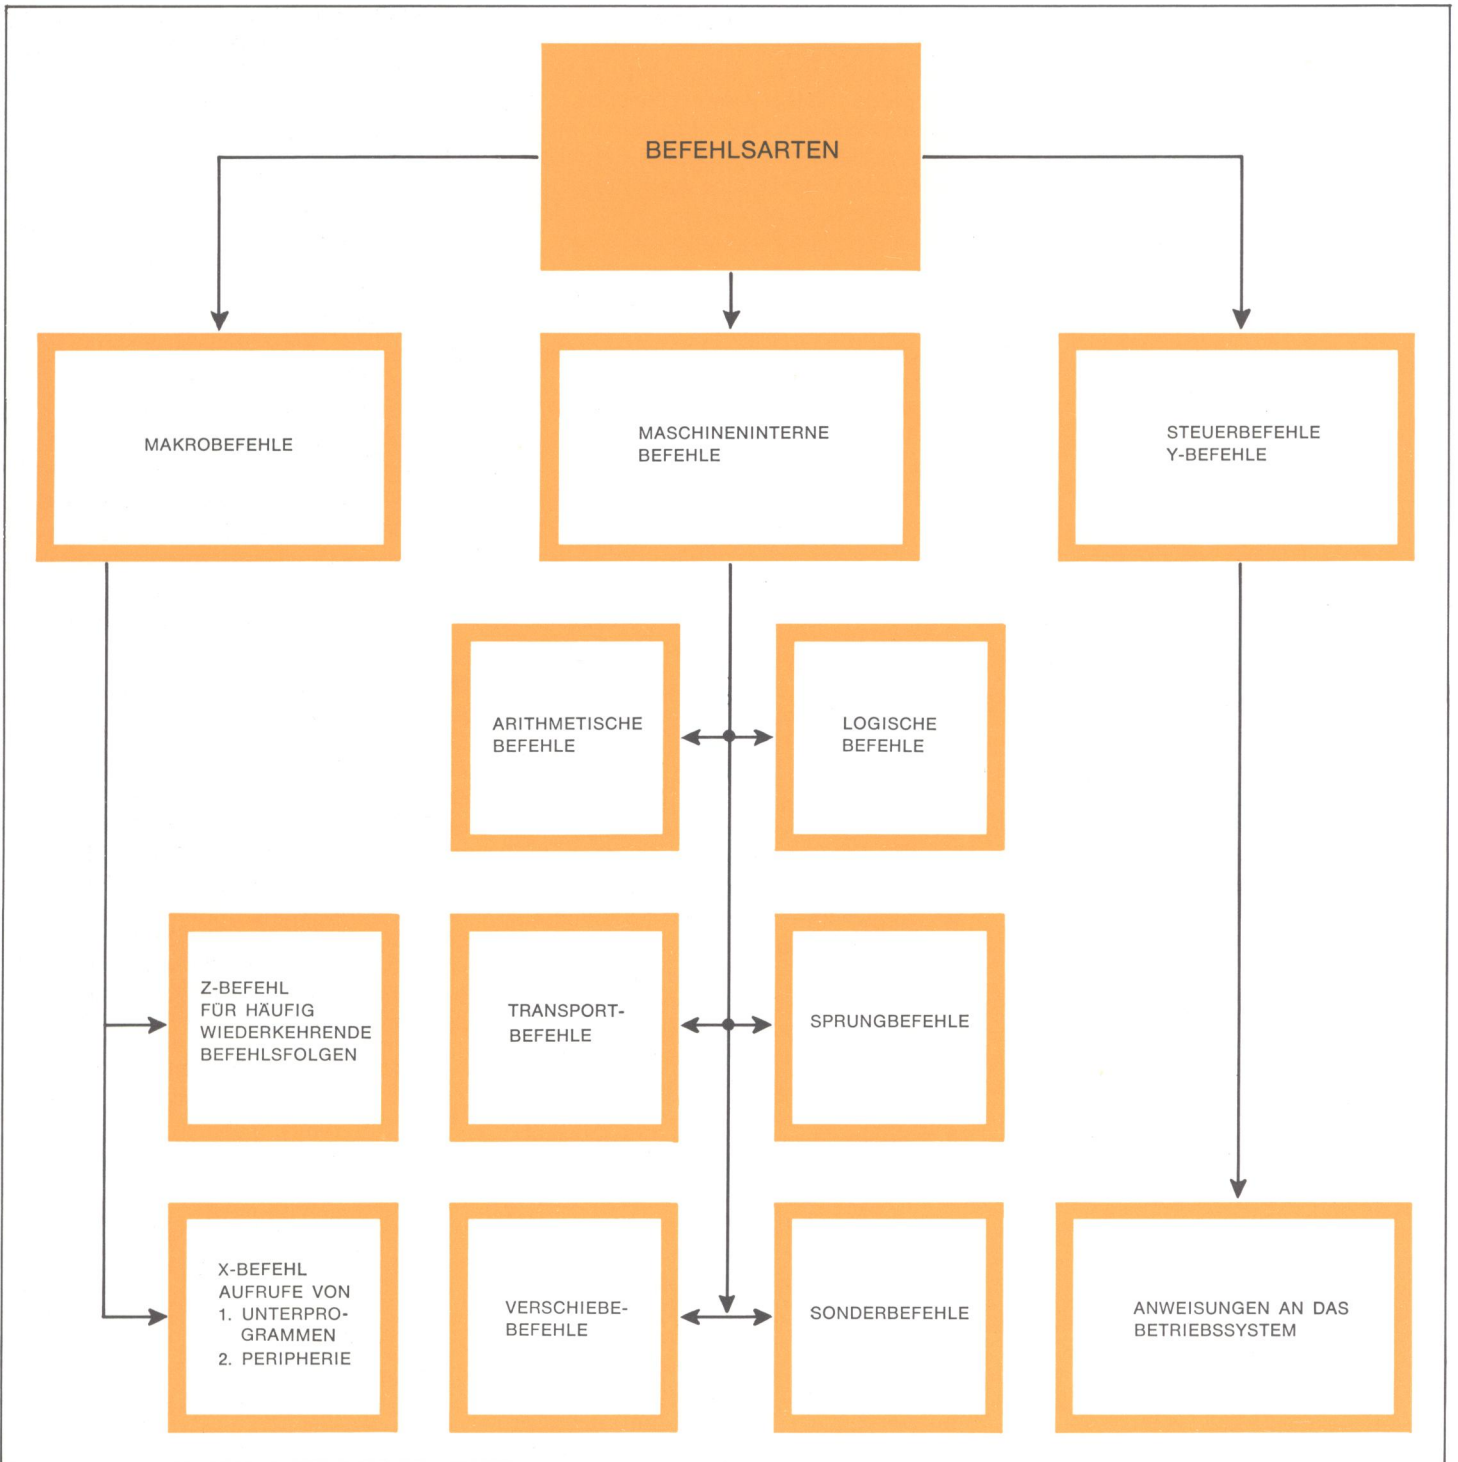 BEFEHLSARTEN
MAKROBEFEHLE
MASCHINENINTERNE
BEFEHLE
STEUERBEFEHLE
Y-BEFEHLE
ARITHMETISCHE
BEFEHLE
LOGISCHE
BEFEHLE
Z-BEFEHL
FÜR HÄUFIG
WIEDERKEHRENDE
BEFEHLSFOLGEN
TRANSPORT-
BEFEHLE
SPRUNGBEFEHLE
X-BEFEHL
AUFRUFE VON
1. UNTERPRO-
GRAMMEN
2. PERIPHERIE
VERSCHIEBE-
BEFEHLE
SONDERBEFEHLE
ANWEISUNGEN AN DAS
BETRIEBSSYSTEM